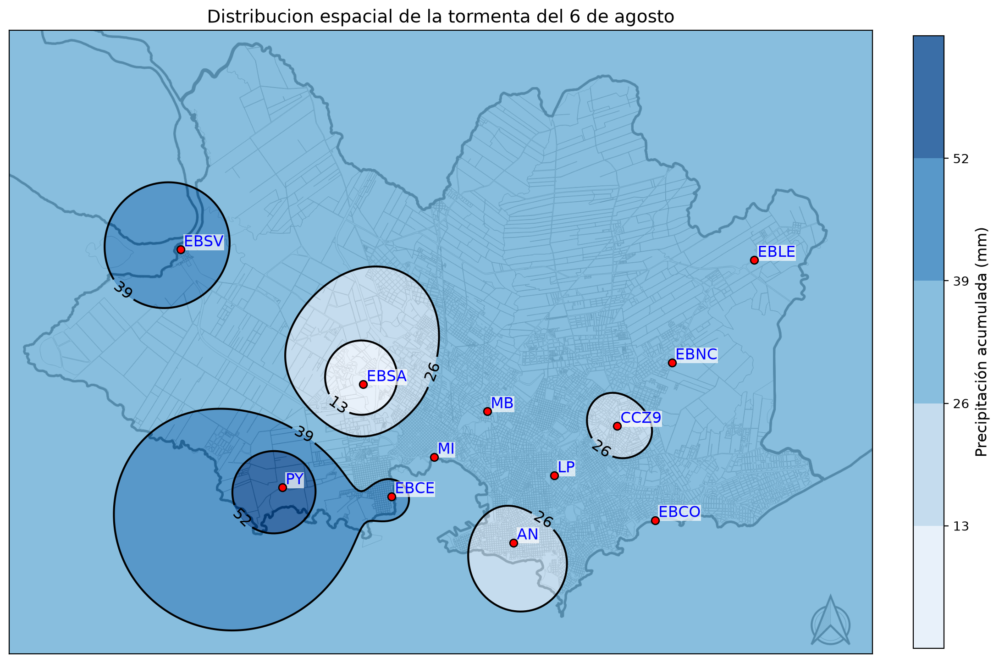 Distribucion espacial de la tormenta del 6 de agosto
52
EBSV
EBLE
39
39
Precipitación acumulada (mm)
EBNC
26
EBSA
13
26
MB
CCZ9
39
MI
26
LP
PY
EBCE
52
26
EBCO
13
AN